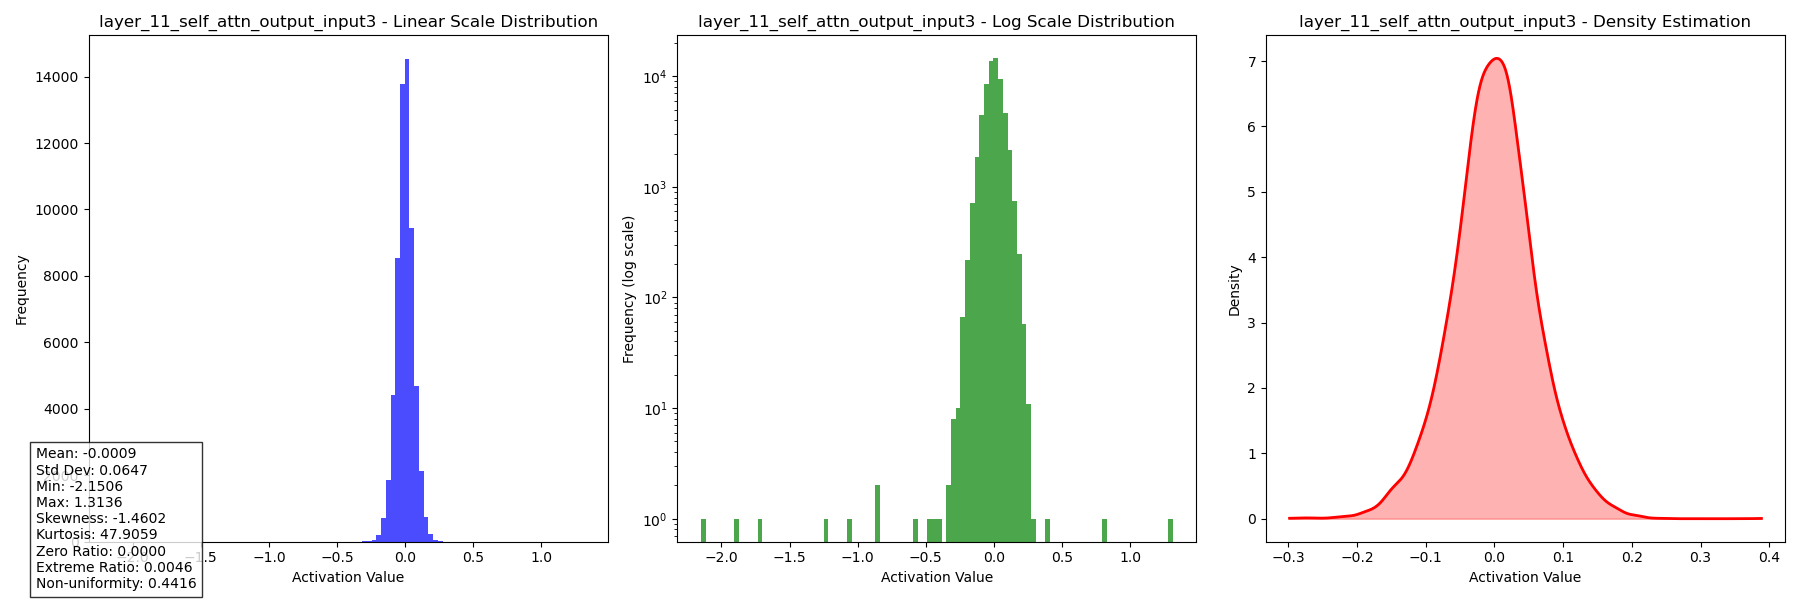 layer_11_self_attn_output_input3 - Linear Scale Distribution
Frequency
14000
12000
10000
8000
6000
4000
2000
0
−1.5
−1.0
−0.5
0.0
0.5
1.0
Activation Value
Mean: -0.0009
Std Dev: 0.0647
Min: -2.1506
Max: 1.3136
Skewness: -1.4602
Kurtosis: 47.9059
Zero Ratio: 0.0000
Extreme Ratio: 0.0046
Non-uniformity: 0.4416
layer_11_self_attn_output_input3 - Log Scale Distribution
Frequency (log scale)
10⁴
10³
10²
10¹
10⁰
−2.0
−1.5
−1.0
−0.5
0.0
0.5
1.0
Activation Value
layer_11_self_attn_output_input3 - Density Estimation
Density
7
6
5
4
3
2
1
0
−0.3
−0.2
−0.1
0.0
0.1
0.2
0.3
0.4
Activation Value